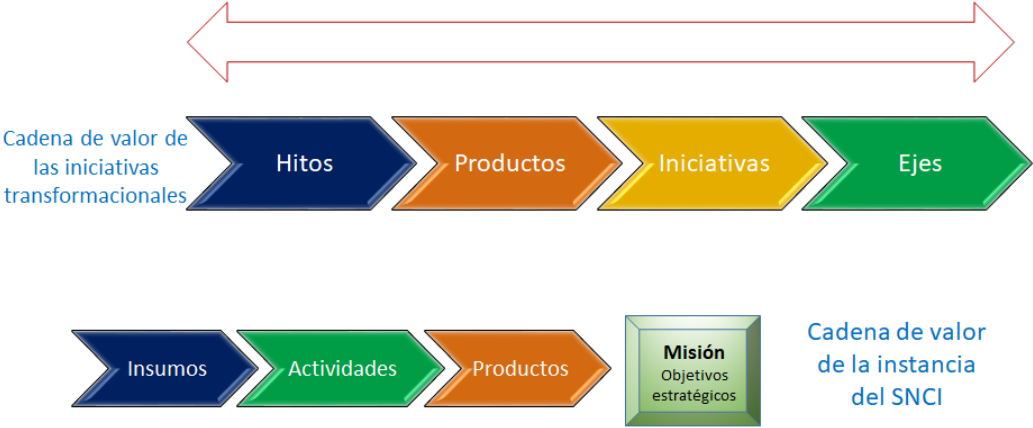 Cadena de valor de
las iniciativas
transformacionales
Hitos
Productos
Iniciativas
Ejes
Insumos
Actividades
Productos
Misión
Objetivos
estratégicos
Cadena de valor
de la instancia
del SNCI